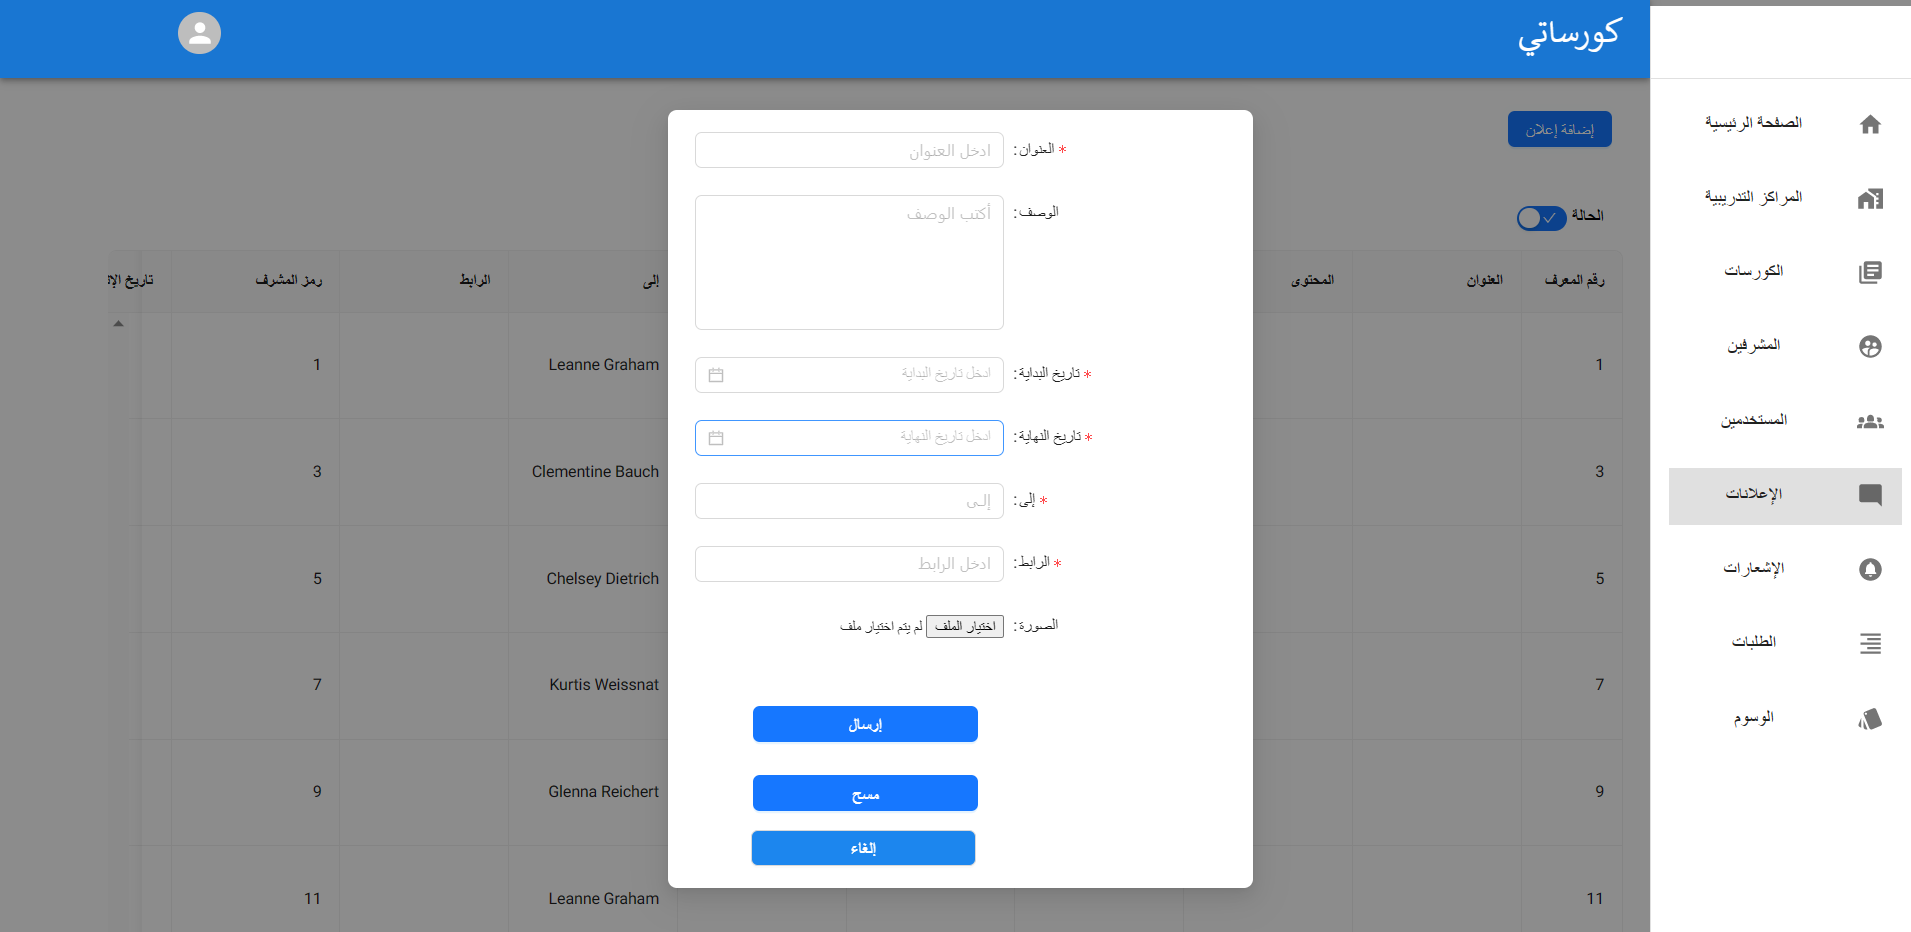 كورساتي
الصفحة الرئيسية
المراكز التدريبية
الكورسات
المشرفين
المستخدمين
الإعلانات
الإشعارات
الطلبات
الوسوم
إضافة إعلان
الحالة
رقم المعرف العنوان المحتوى إلى الرابط رمز المشرف تاريخ الإ
1 Leanne Graham 1
3 Clementine Bauch 3
5 Chelsey Dietrich 5
7 Kurtis Weissnat 7
9 Glenna Reichert 9
11 Leanne Graham 11
* العنوان: ادخل العنوان
الوصف: أكتب الوصف
* تاريخ البداية: ادخل تاريخ البداية
* تاريخ النهاية: ادخل تاريخ النهاية
* إلى: إلى
* الرابط: ادخل الرابط
الصورة: اختيار الملف لم يتم اختيار ملف
إرسال
مسح
إلغاء